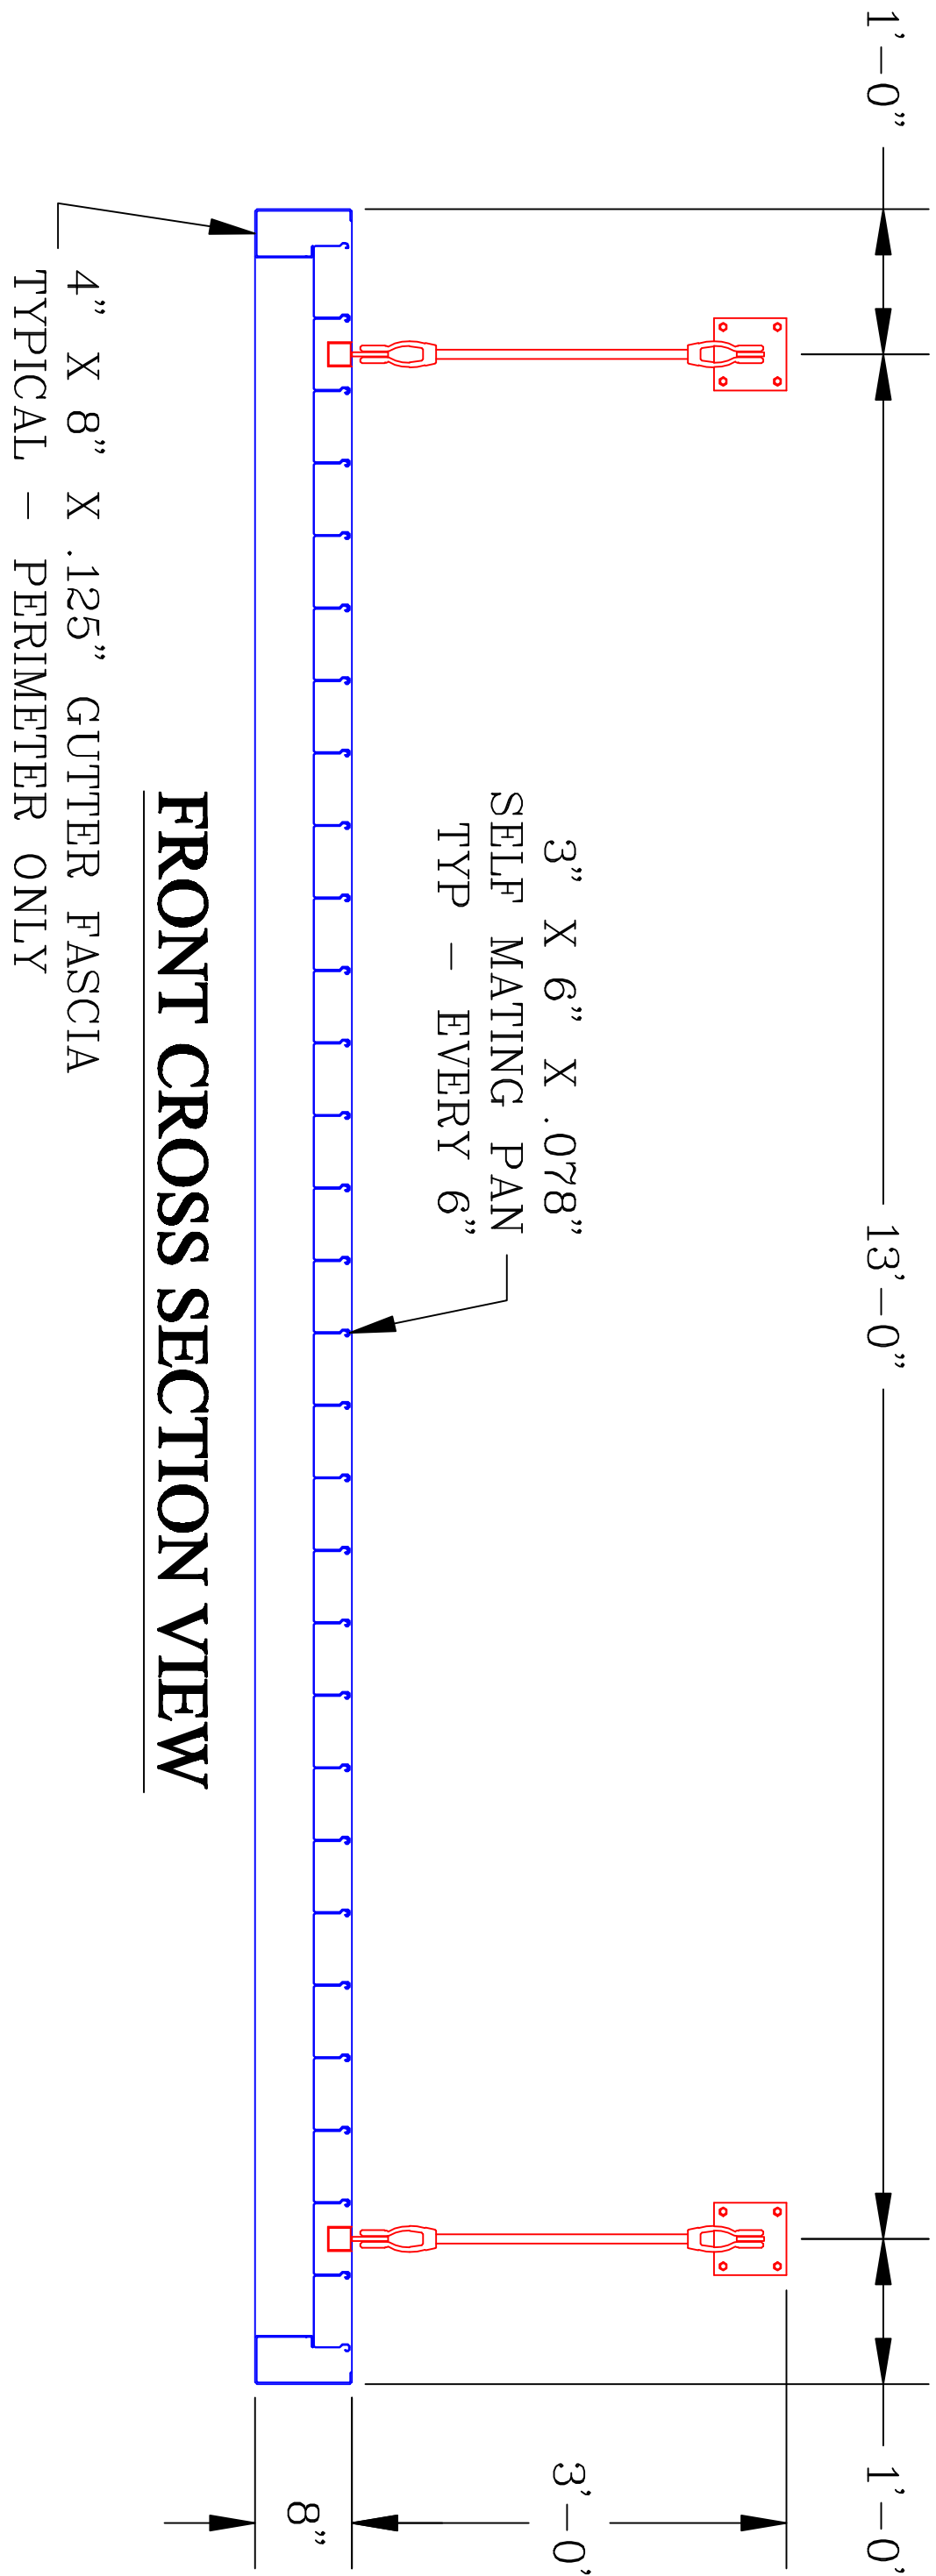 1'-0"
13'-0"
1'-0"
3'-0"
8"
3" X 6" X .078"
SELF MATING PAN
TYP - EVERY 6"
FRONT CROSS SECTION VIEW
4" X 8" X .125" GUTTER FASCIA
TYPICAL - PERIMETER ONLY